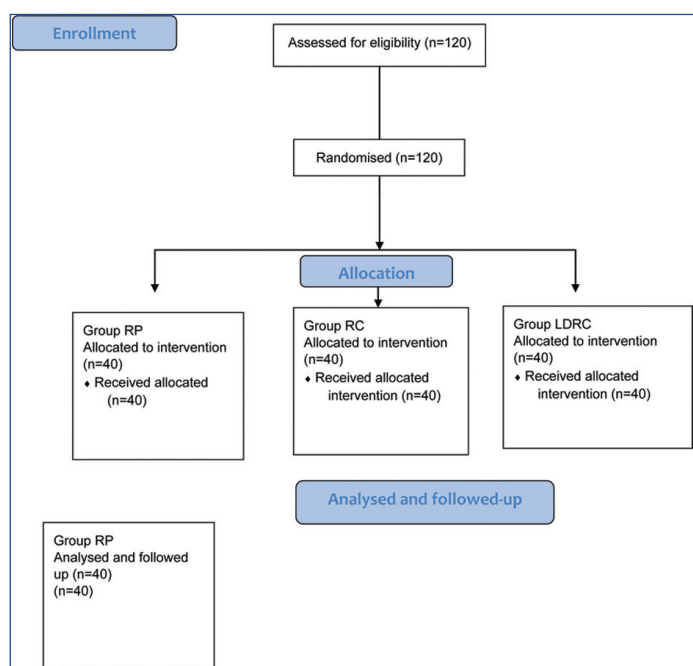 Enrollment
Assessed for eligibility (n=120)
Randomised (n=120)
Allocation
Group RP
Allocated to intervention
(n=40)
♦ Received allocated
(n=40)
Group RC
Allocated to intervention
(n=40)
♦ Received allocated
intervention (n=40)
Group LDRC
Allocated to intervention
(n=40)
♦ Received allocated
intervention (n=40)
Analysed and followed-up
Group RP
Analysed and followed
up (n=40)
(n=40)